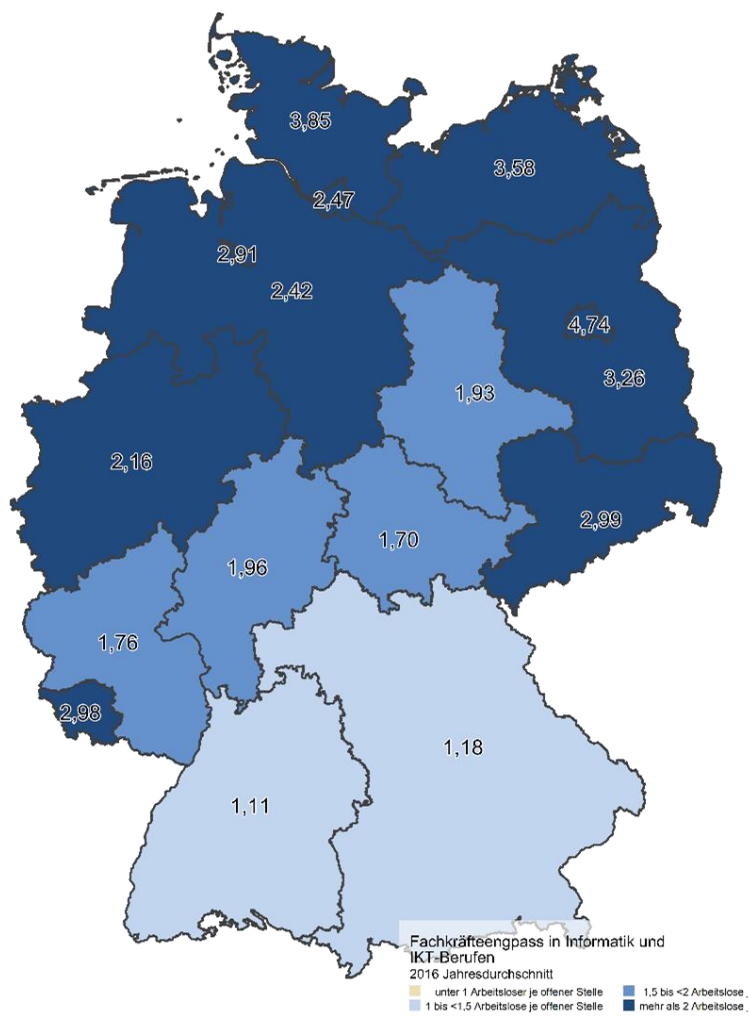 3,85
3,58
2,47
2,91
2,42
4,74
3,26
1,93
2,16
2,99
1,70
1,96
1,76
2,98
1,18
1,11
Fachkräfteengpass in Informatik und
IKT-Berufen
2016 Jahresdurchschnitt
unter 1 Arbeitsloser je offener Stelle
1,5 bis <2 Arbeitslose
1 bis <1,5 Arbeitslose je offener Stelle
mehr als 2 Arbeitslose